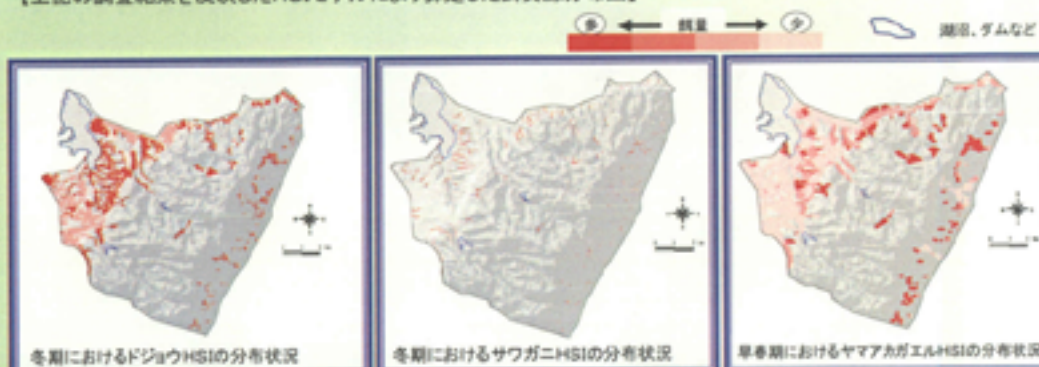 多 餌量 少
湖沼、ダムなど
冬期におけるドジョウHSIの分布状況
冬期におけるサワガニHSIの分布状況
早春期におけるヤマアカガエルHSIの分布状況